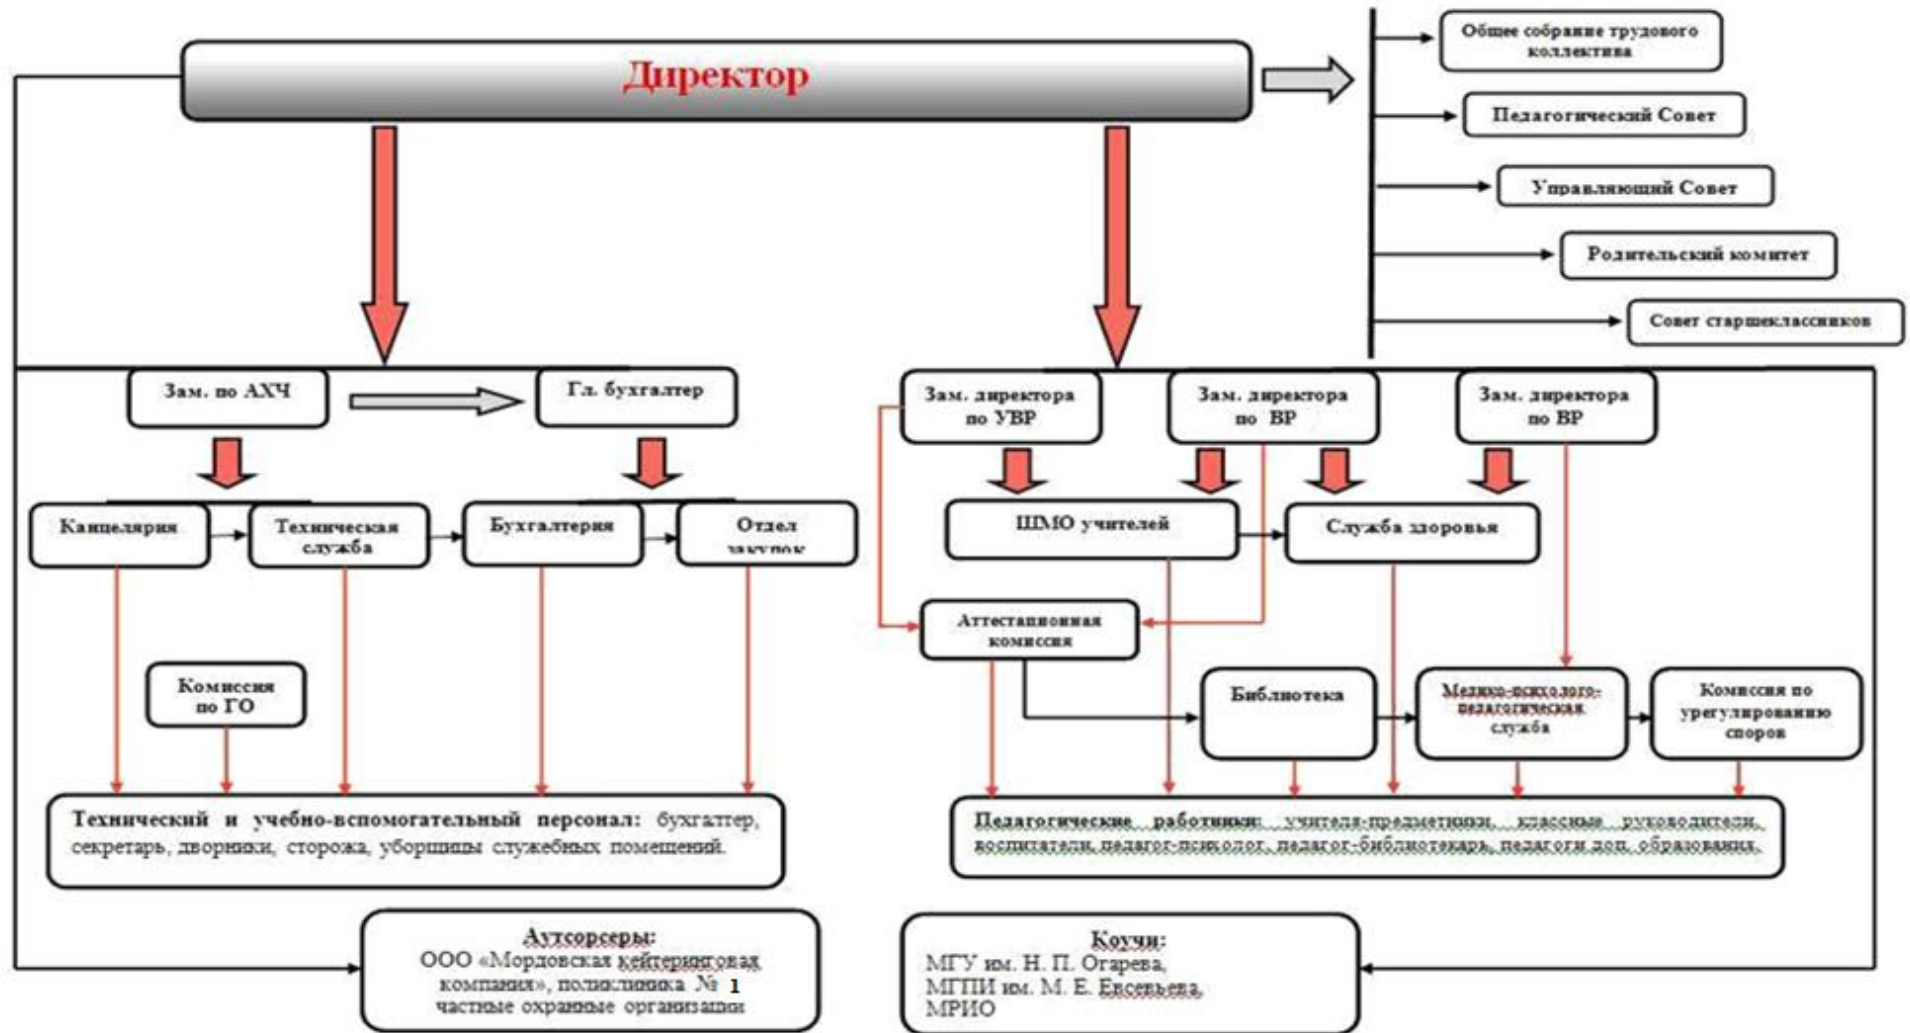 Директор
Общее собрание трудового
коллектива
Педагогический Совет
Управляющий Совет
Родительский комитет
Совет старшеклассников
Зам. по АХЧ
Гл. бухгалтер
Зам. директора
по УВР
Зам. директора
по ВР
Зам. директора
по ВР
Канцелярия
Техническая
служба
Бухгалтерия
Отдел
закупок
ШМО учителей
Служба здоровья
Аттестационная
комиссия
Комиссия
по ГО
Библиотека
Медико-психолого-
педагогическая
служба
Комиссия по
урегулированию
споров
Технический и учебно-вспомогательный персонал: бухгалтер,
секретарь, дворники, сторожа, уборщицы служебных помещений.
Педагогические работники: учителя-предметники, классные руководители,
воспитатели, педагог-психолог, педагог-библиотекарь, педагоги доп. образования.
Аутсорсеры:
ООО «Мордовская кейтеринговая
компания», поликлиника № 1
частные охранные организации
Коучи:
МГУ им. Н. П. Огарева,
МГПИ им. М. Е. Евсевьева,
МРИО